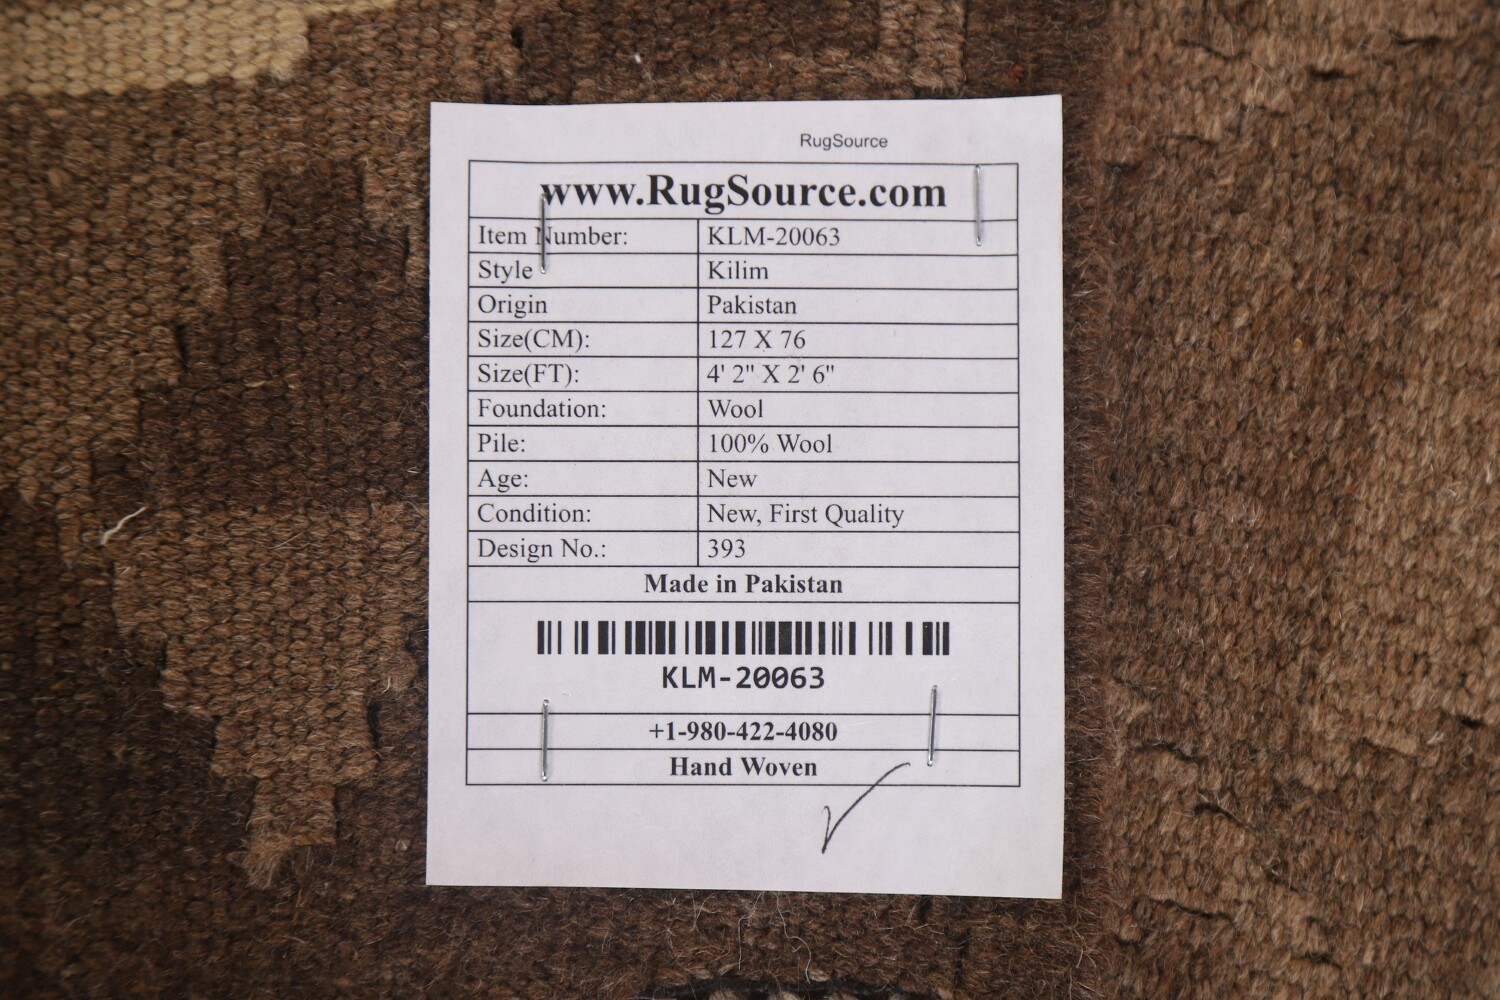 RugSource
www.RugSource.com
Item Number: KLM-20063
Style Kilim
Origin Pakistan
Size(CM): 127 X 76
Size(FT): 4' 2" X 2' 6"
Foundation: Wool
Pile: 100% Wool
Age: New
Condition: New, First Quality
Design No.: 393
Made in Pakistan
KLM-20063
+1-980-422-4080
Hand Woven